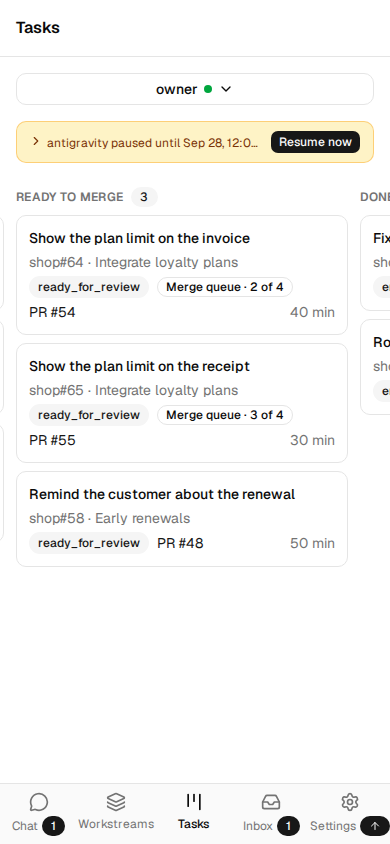 Tasks
owner
antigravity paused until Sep 28, 12:0...
Resume now
READY TO MERGE 3
Show the plan limit on the invoice
shop#64 · Integrate loyalty plans
ready_for_review Merge queue · 2 of 4
PR #54 40 min
Show the plan limit on the receipt
shop#65 · Integrate loyalty plans
ready_for_review Merge queue · 3 of 4
PR #55 30 min
Remind the customer about the renewal
shop#58 · Early renewals
ready_for_review PR #48 50 min
Chat 1 Workstreams Tasks Inbox 1 Settings ↑